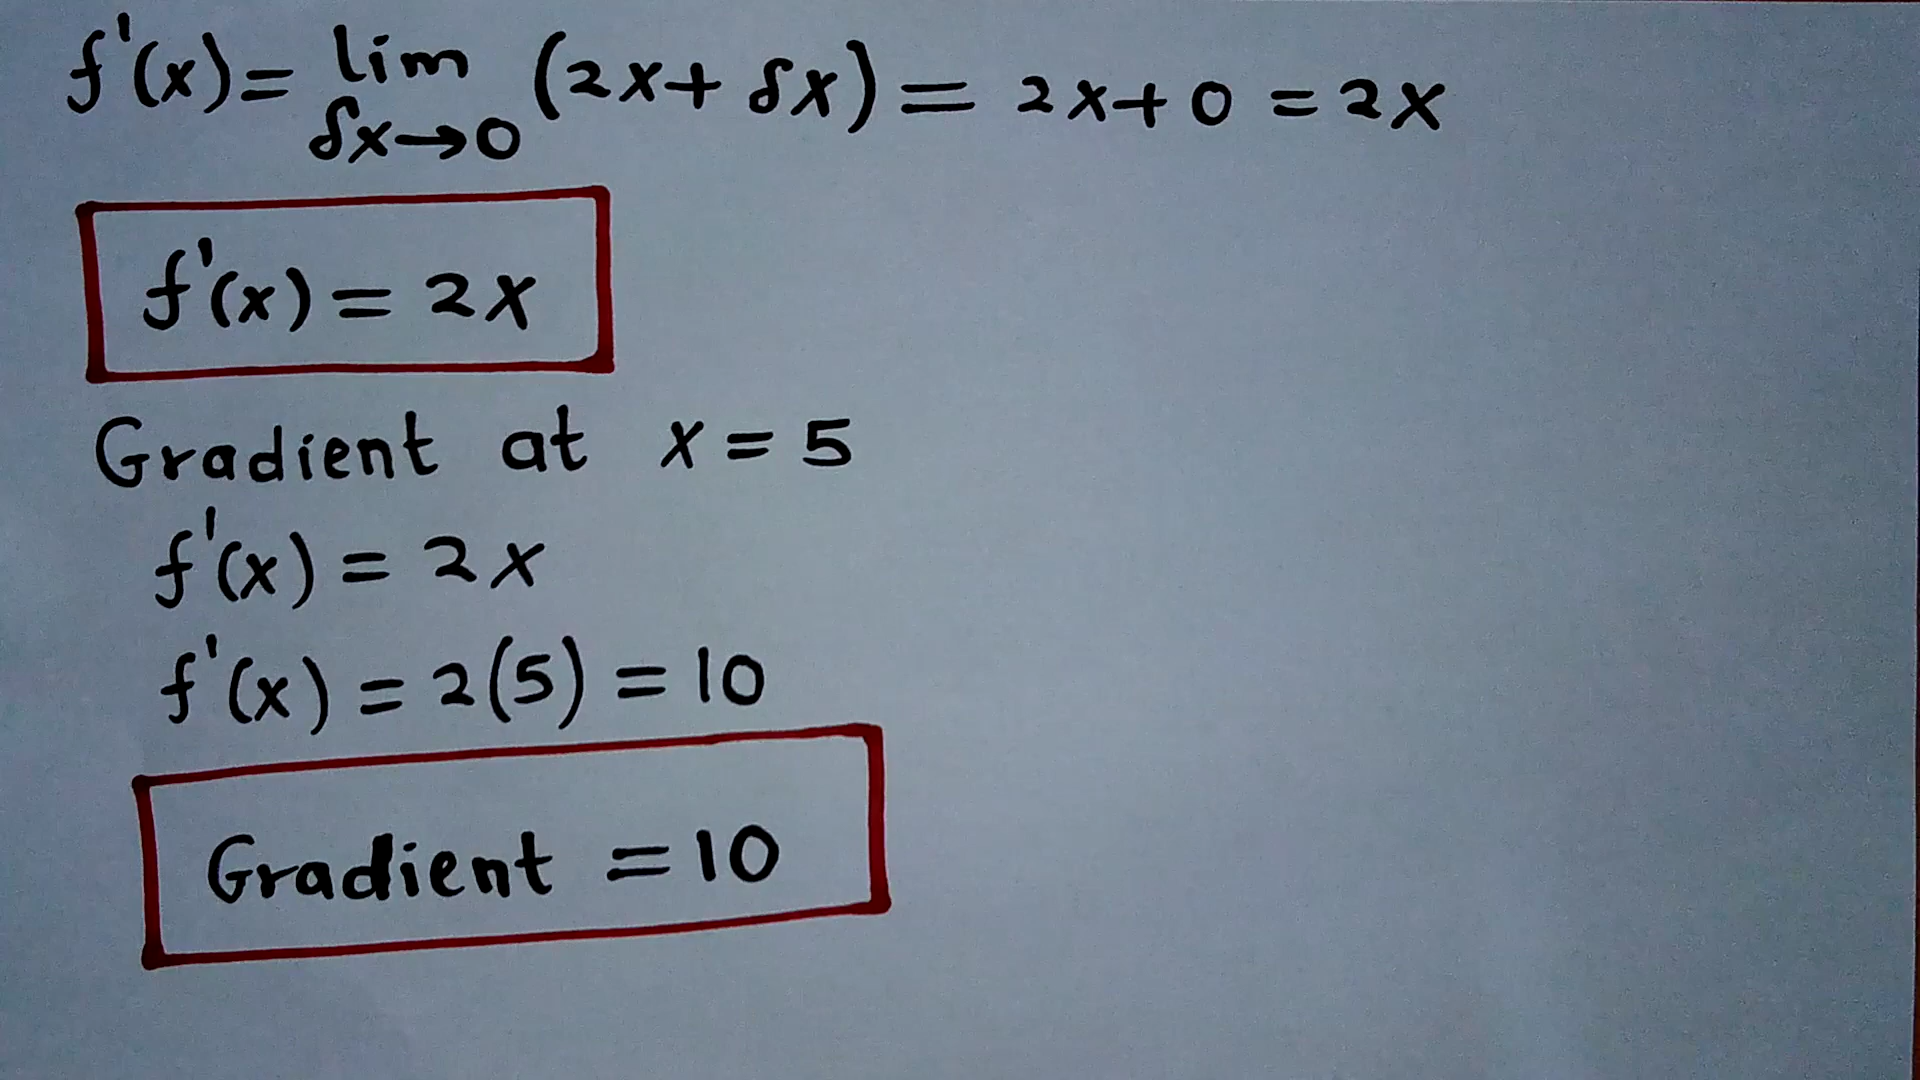 f'(x) = lim (2x + δx) = 2x + 0 = 2x
δx→0
f'(x) = 2x
Gradient at x = 5
f'(x) = 2x
f'(x) = 2(5) = 10
Gradient = 10